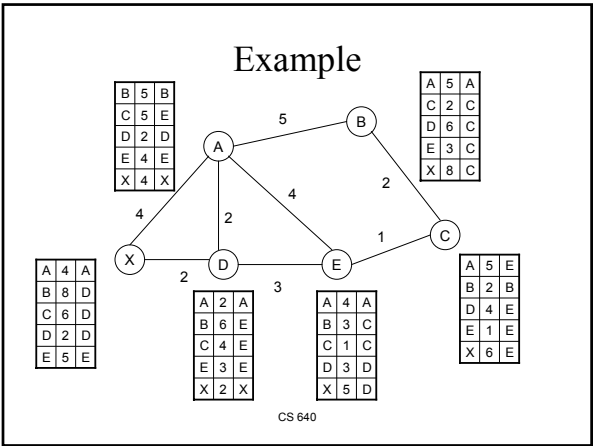 Example
B 5 B
C 5 E
D 2 D
E 4 E
X 4 X
A 5 A
C 2 C
D 6 C
E 3 C
X 8 C
5
B
A
4
2
4
2
1
C
X
D
E
2
3
A 4 A
B 8 D
C 6 D
D 2 D
E 5 E
A 2 A
B 6 E
C 4 E
E 3 E
X 2 X
A 4 A
B 3 C
C 1 C
D 3 D
X 5 D
A 5 E
B 2 B
D 4 E
E 1 E
X 6 E
CS 640